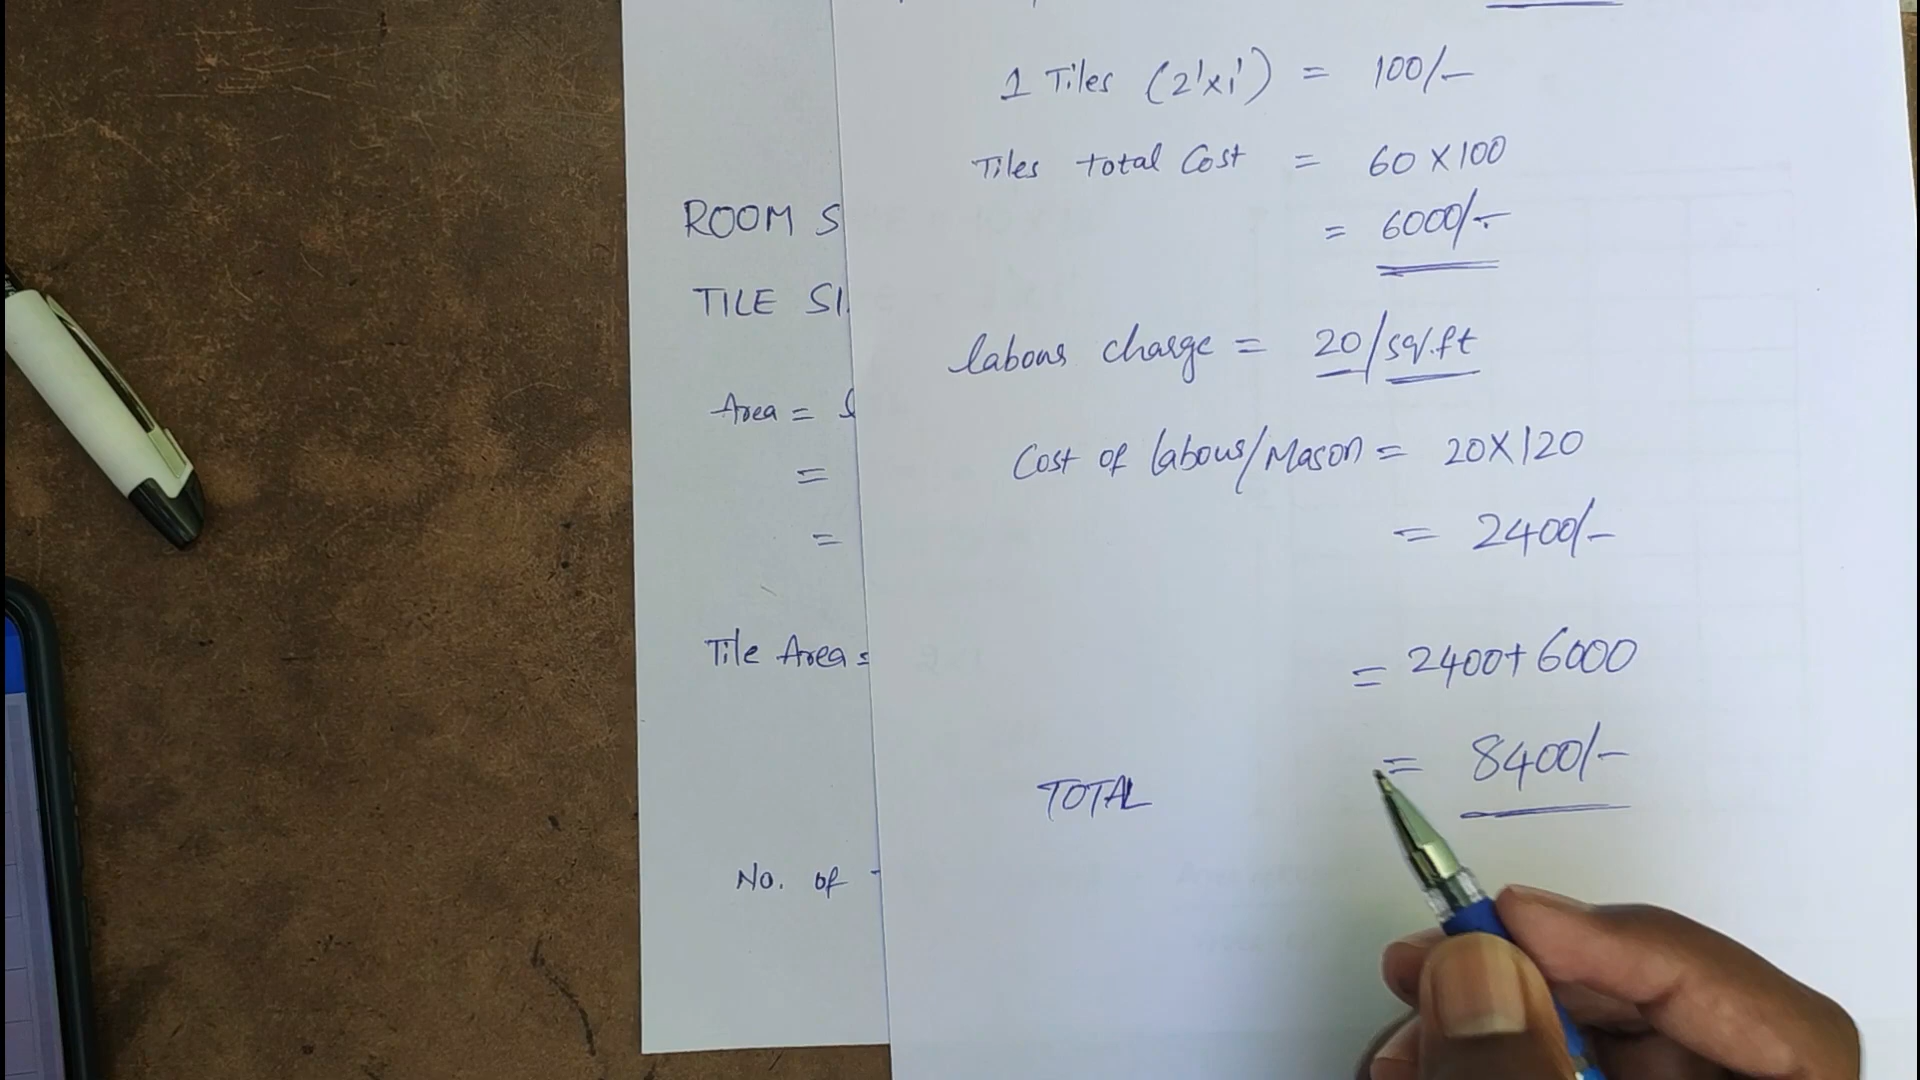 1 Tiles (2'x1') = 100/-
Tiles total Cost = 60 X 100
= 6000/-
labour charge = 20/sq.ft
Cost of labour/Mason = 20X120
= 2400/-
= 2400+6000
TOTAL = 8400/-
ROOM S
TILE SI
Area =
=
=
Tile Area =
No. of